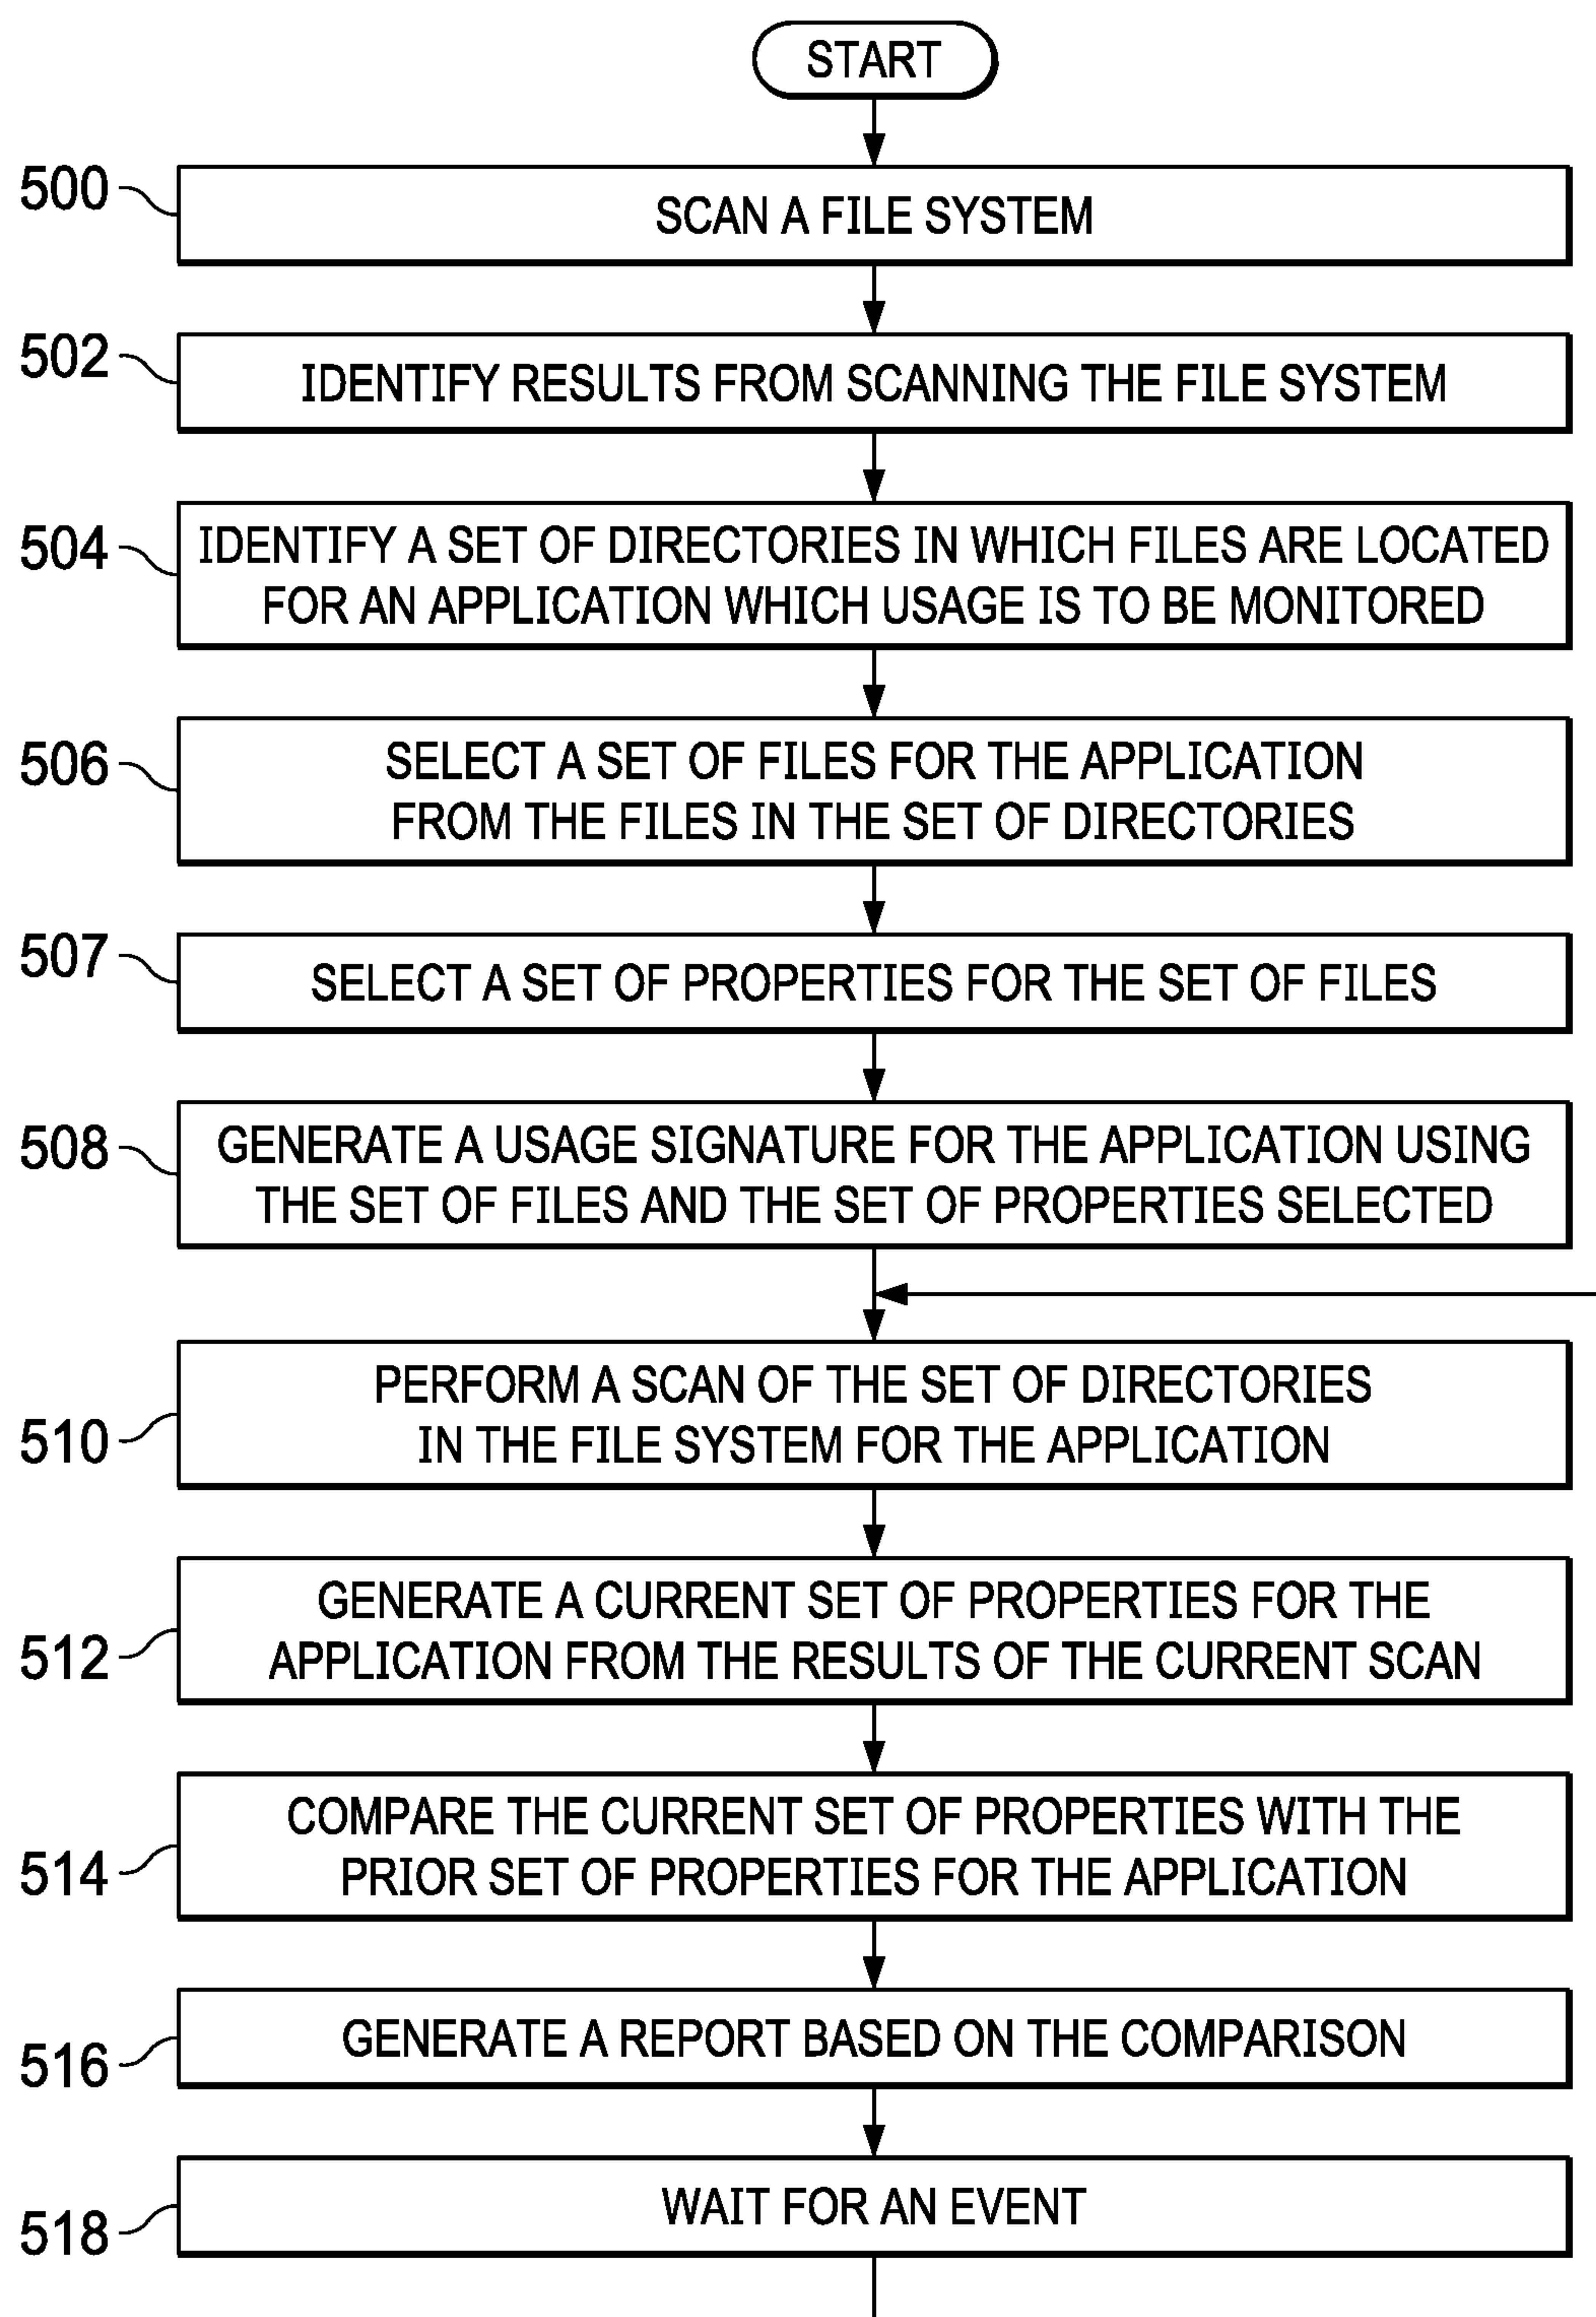 START
500
SCAN A FILE SYSTEM
502
IDENTIFY RESULTS FROM SCANNING THE FILE SYSTEM
504
IDENTIFY A SET OF DIRECTORIES IN WHICH FILES ARE LOCATED
FOR AN APPLICATION WHICH USAGE IS TO BE MONITORED
506
SELECT A SET OF FILES FOR THE APPLICATION
FROM THE FILES IN THE SET OF DIRECTORIES
507
SELECT A SET OF PROPERTIES FOR THE SET OF FILES
508
GENERATE A USAGE SIGNATURE FOR THE APPLICATION USING
THE SET OF FILES AND THE SET OF PROPERTIES SELECTED
510
PERFORM A SCAN OF THE SET OF DIRECTORIES
IN THE FILE SYSTEM FOR THE APPLICATION
512
GENERATE A CURRENT SET OF PROPERTIES FOR THE
APPLICATION FROM THE RESULTS OF THE CURRENT SCAN
514
COMPARE THE CURRENT SET OF PROPERTIES WITH THE
PRIOR SET OF PROPERTIES FOR THE APPLICATION
516
GENERATE A REPORT BASED ON THE COMPARISON
518
WAIT FOR AN EVENT